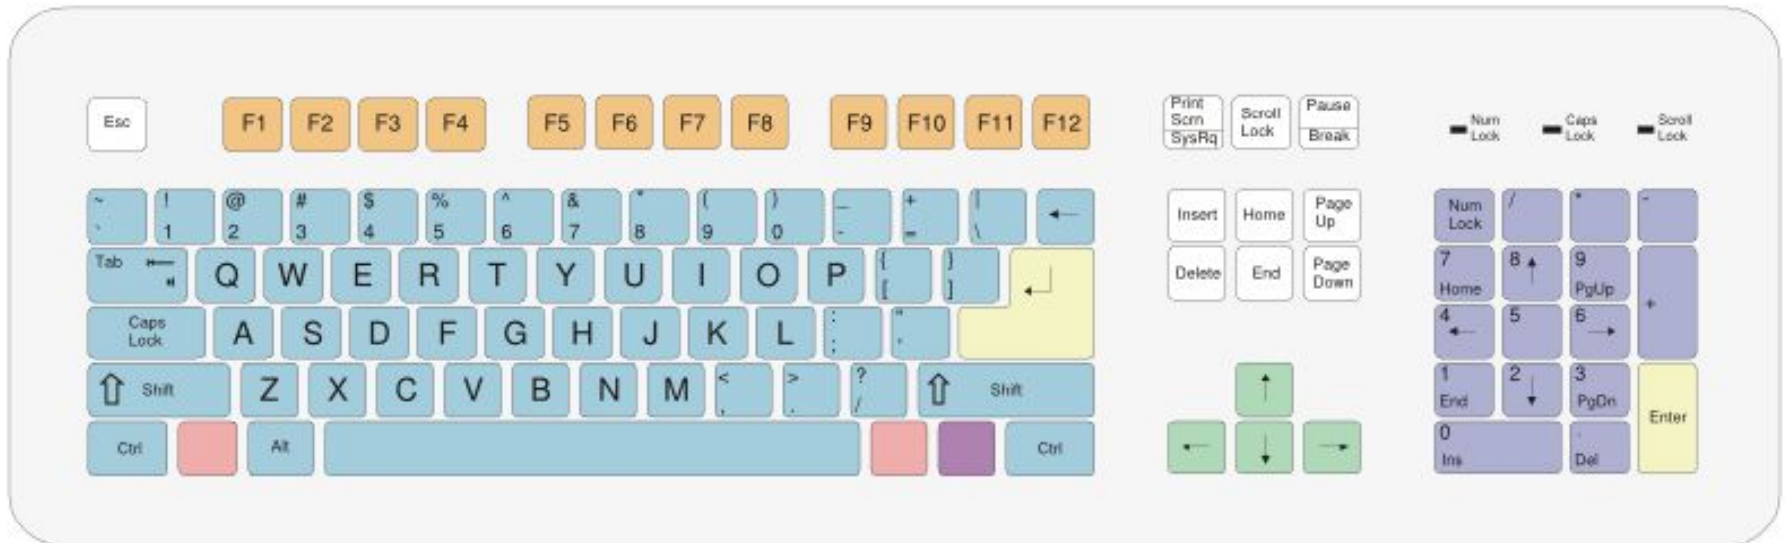 Esc F1 F2 F3 F4 F5 F6 F7 F8 F9 F10 F11 F12
Print
Scrn
SysRq
Scroll
Lock
Pause
Break
Num
Lock
Caps
Lock
Scroll
Lock
~ ! @ # $ % ^ & * ( ) _ + |
` 1 2 3 4 5 6 7 8 9 0 - = \ ←
Insert Home Page
Up
Num
Lock
/ * -
Tab Q W E R T Y U I O P { }
[ ]
Delete End Page
Down
7 8 ↑ 9
Home PgUp
+
Caps
Lock
A S D F G H J K L : "
; '
4 ← 5 6 →
⇧ Shift Z X C V B N M < > ?
, . /
⇧ Shift
↑
1 2 ↓ 3
End PgDn
Enter
Ctrl Alt Ctrl
← ↓ →
0 .
Ins Del